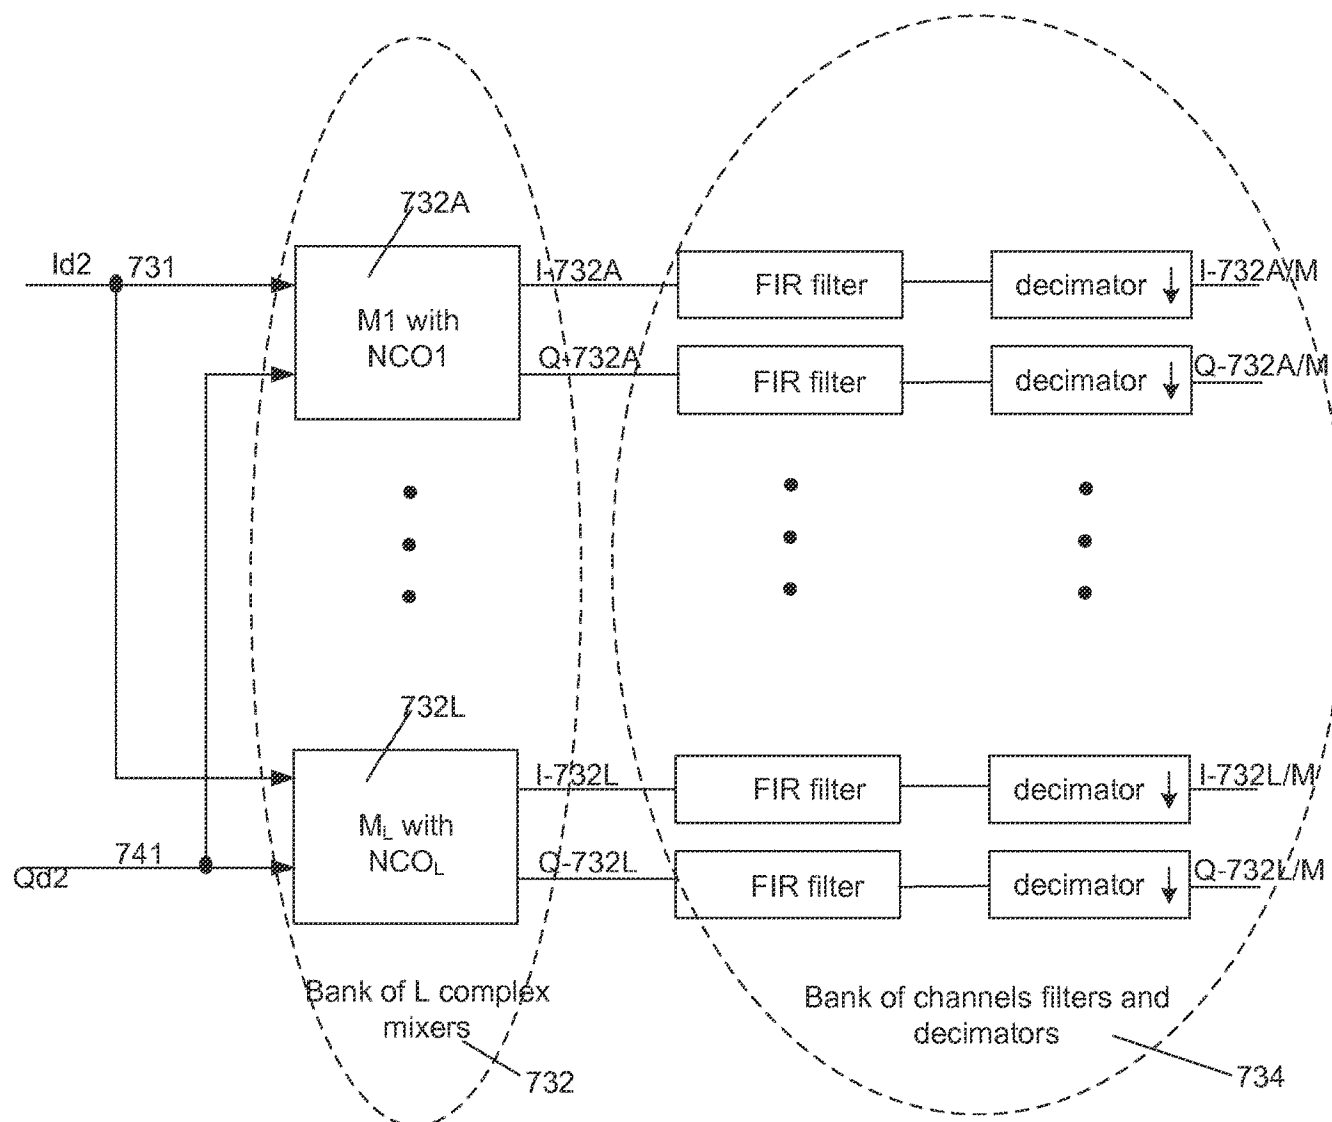 732A
Id2 731
I-732A
FIR filter
decimator
I-732A/M
M1 with
NCO1
Q-732A
FIR filter
decimator
Q-732A/M
732L
I-732L
FIR filter
decimator
I-732L/M
ML with
NCOL
741
Qd2
Q-732L
FIR filter
decimator
Q-732L/M
Bank of L complex
mixers
732
Bank of channels filters and
decimators
734